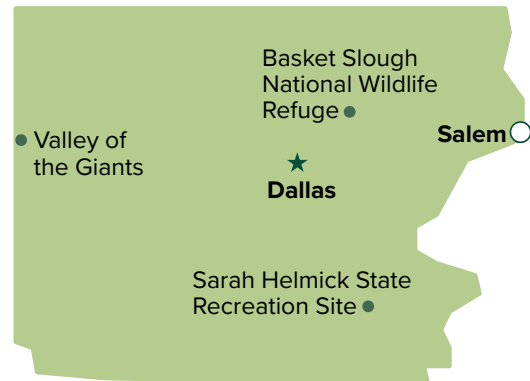 Basket Slough
National Wildlife
Refuge
Salem
Valley of
the Giants
Dallas
Sarah Helmick State
Recreation Site